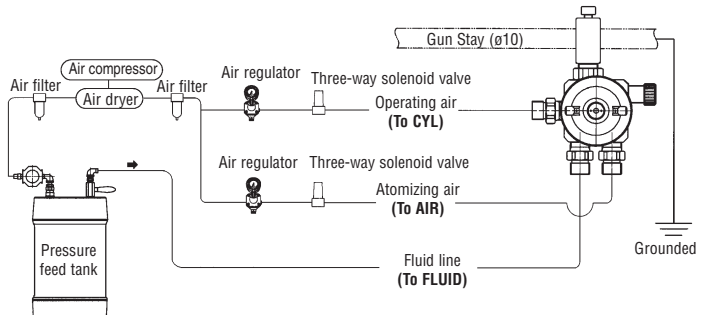 Gun Stay (ø10)
Air compressor
Air filter
Air dryer
Air filter
Air regulator
Three-way solenoid valve
Operating air
(To CYL)
Air regulator
Three-way solenoid valve
Atomizing air
(To AIR)
Grounded
Pressure
feed tank
Fluid line
(To FLUID)